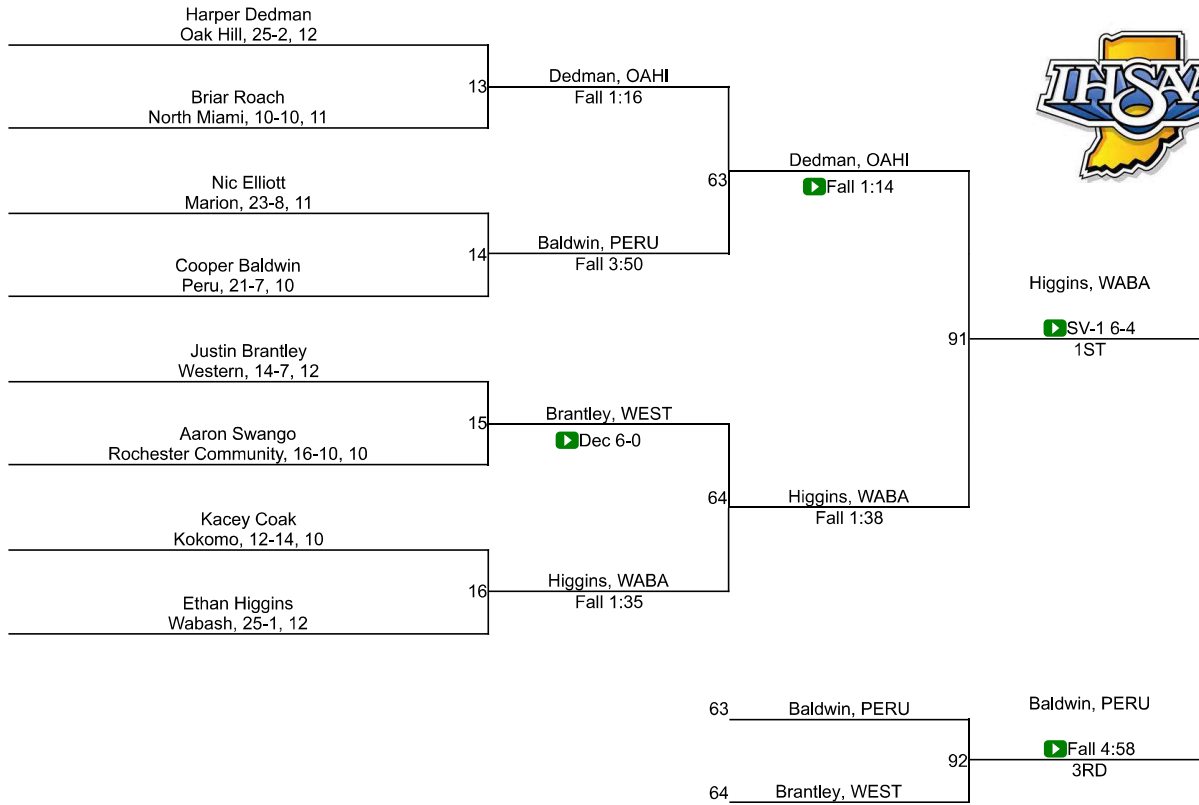 Harper Dedman
Oak Hill, 25-2, 12
13
Dedman, OAHI
Fall 1:16
Briar Roach
North Miami, 10-10, 11
63
Dedman, OAHI
Fall 1:14
Nic Elliott
Marion, 23-8, 11
14
Baldwin, PERU
Fall 3:50
Cooper Baldwin
Peru, 21-7, 10
91
Higgins, WABA
SV-1 6-4
1ST
Justin Brantley
Western, 14-7, 12
15
Brantley, WEST
Dec 6-0
Aaron Swango
Rochester Community, 16-10, 10
64
Higgins, WABA
Fall 1:38
Kacey Coak
Kokomo, 12-14, 10
16
Higgins, WABA
Fall 1:35
Ethan Higgins
Wabash, 25-1, 12
63
Baldwin, PERU
92
Baldwin, PERU
Fall 4:58
3RD
64
Brantley, WEST
IHSAA